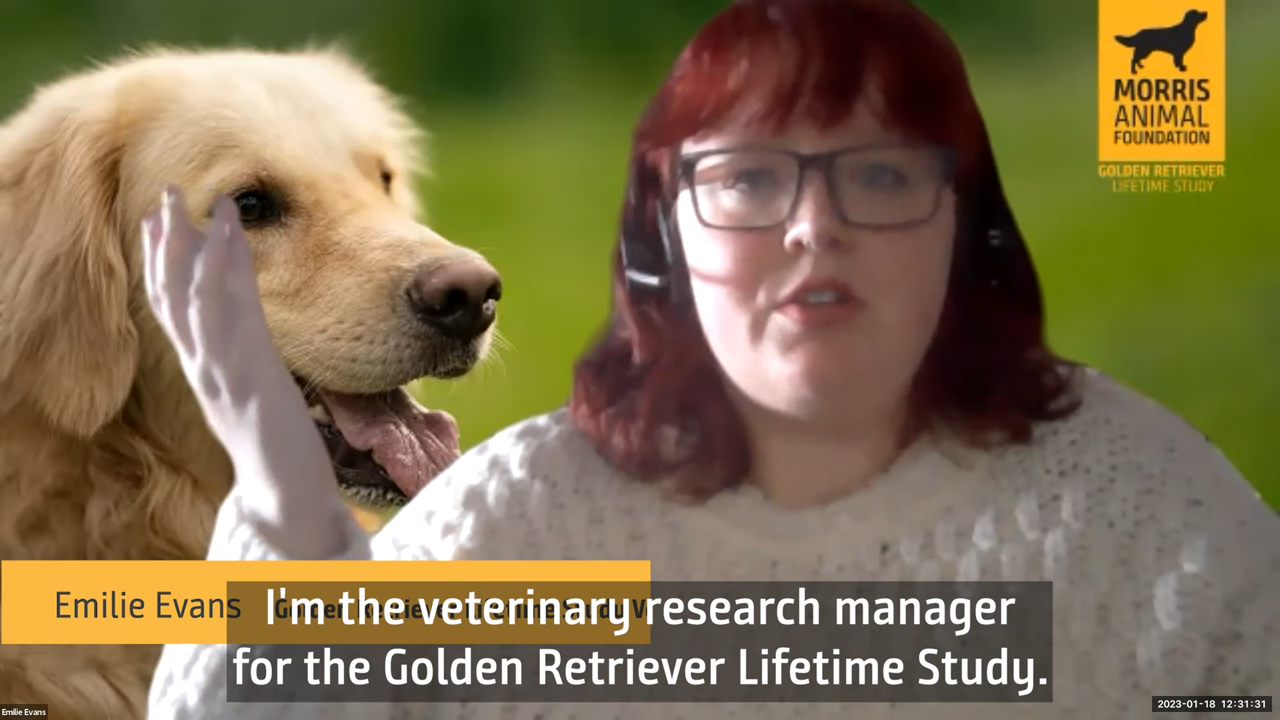 MORRIS
ANIMAL
FOUNDATION
GOLDEN RETRIEVER
LIFETIME STUDY
Emilie Evans
I'm the veterinary research manager
for the Golden Retriever Lifetime Study.
Emilie Evans
2023-01-18 12:31:31